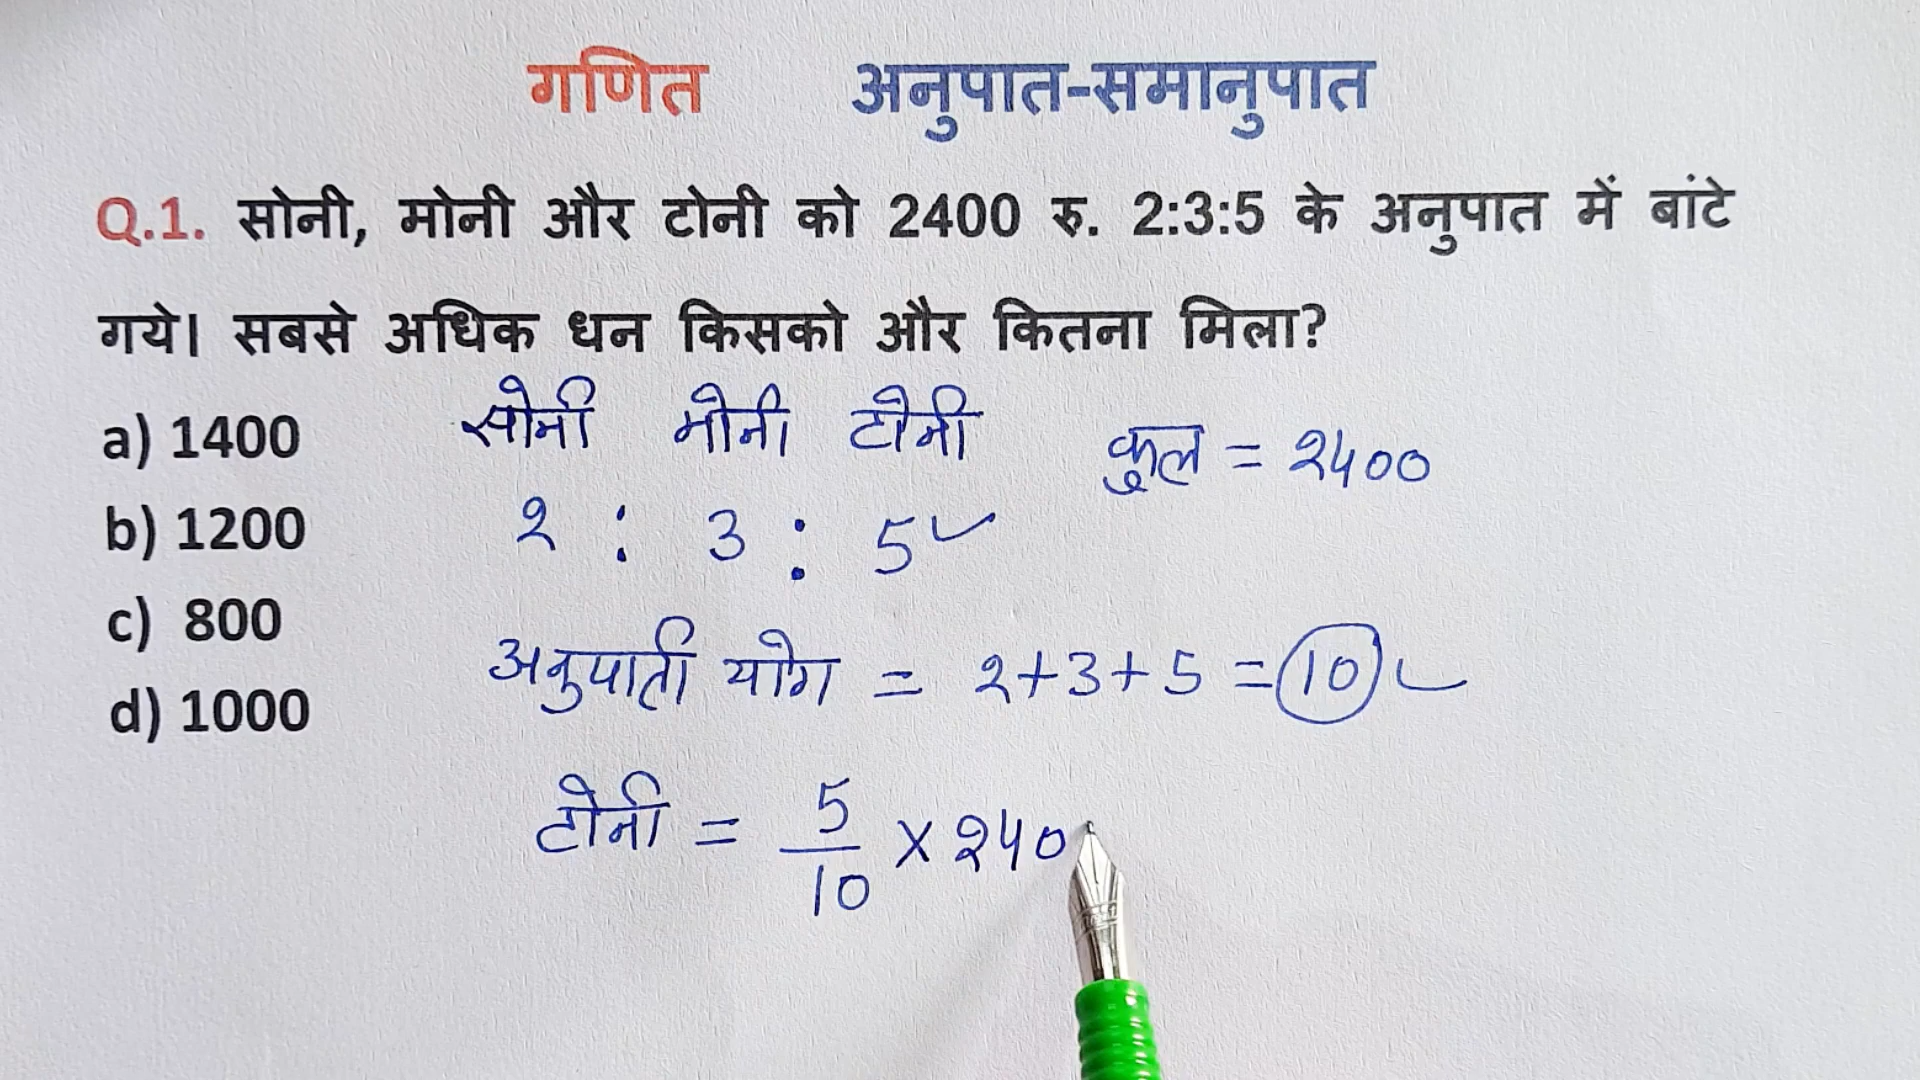 गणित अनुपात-समानुपात
Q.1. सोनी, मोनी और टोनी को 2400 रु. 2:3:5 के अनुपात में बांटे
गये। सबसे अधिक धन किसको और कितना मिला?
a) 1400
b) 1200
c) 800
d) 1000
सोनी मोनी टोनी
कुल = 2400
2 : 3 : 5
अनुपाती योग = 2+3+5 = 10
टोनी = 5/10 × 240